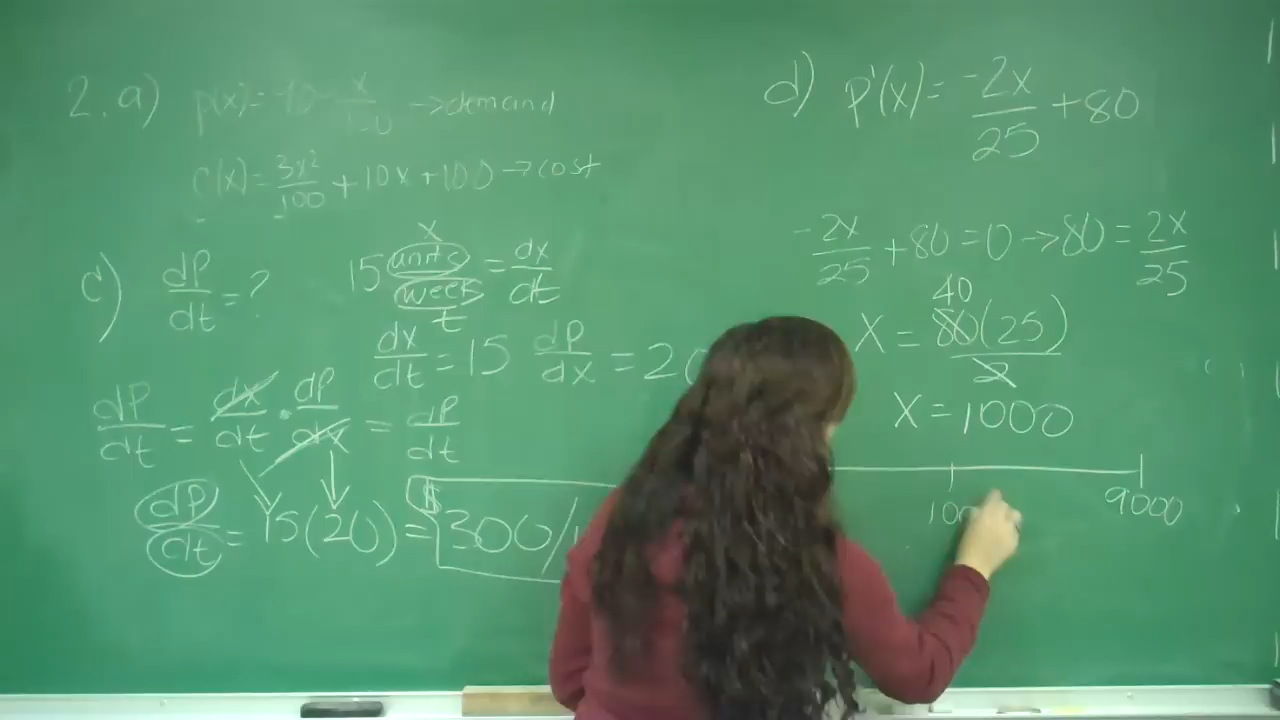 2. a) p(x) = 90 - x/100 → demand
c(x) = 3x²/100 + 10x + 100 → cost
c) dP/dt = ?
x
15 units/week = dx/dt
t
dx/dt = 15 dP/dx = 20
dP/dt = dx/dt · dP/dx = dP/dt
dP/dt = 15(20) = $300/
d) P'(x) = -2x/25 + 80
-2x/25 + 80 = 0 → 80 = 2x/25
40
X = 80(25)/2
X = 1000
9000